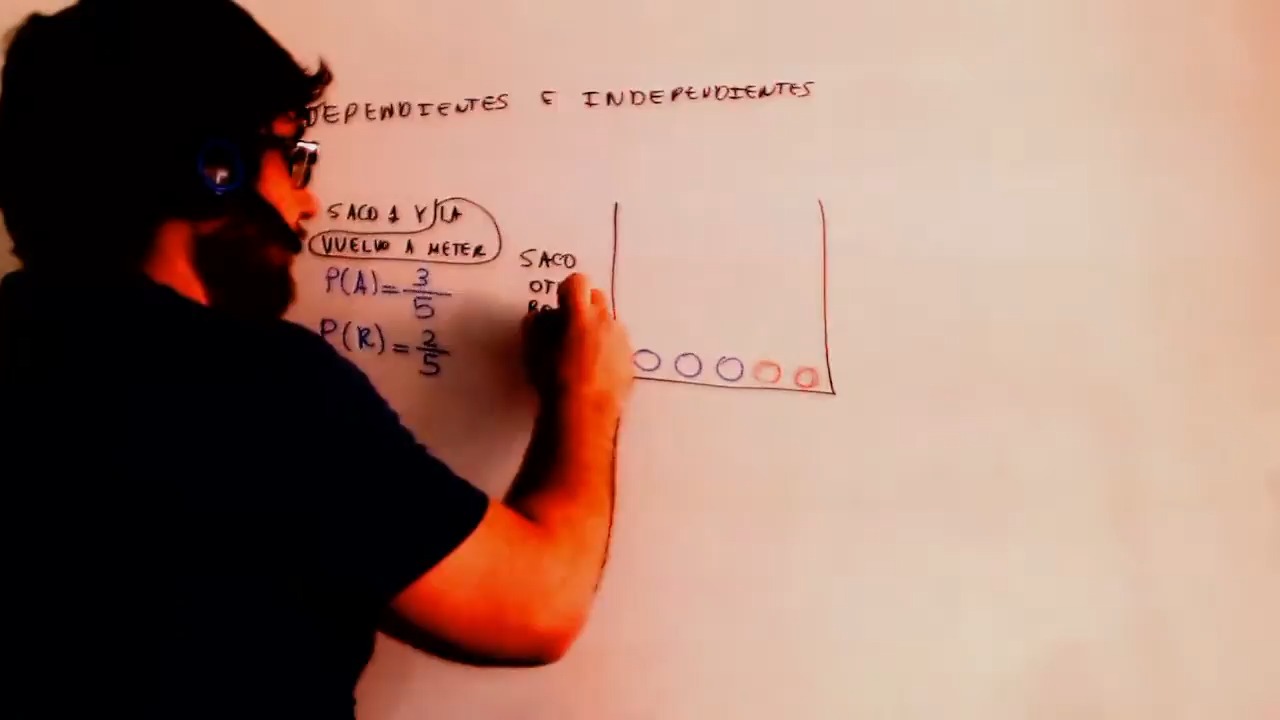 DEPENDIENTES E INDEPENDIENTES
SACO 1 Y LA
VUELVO A METER
P(A)= 3/5
P(R)= 2/5
SACO